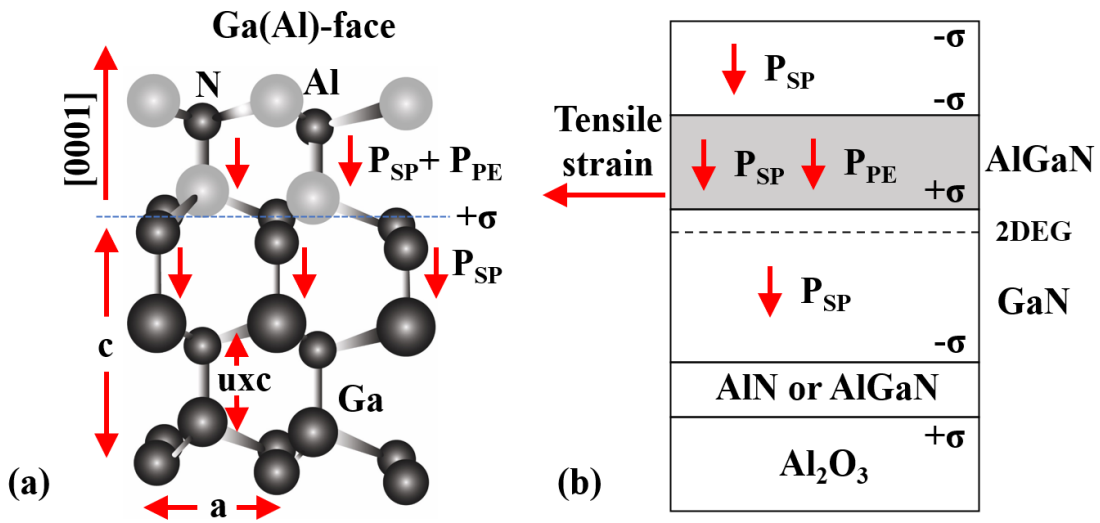 Ga(Al)-face
[0001]
N
Al
P_SP + P_PE
+σ
P_SP
c
uxc
Ga
a
(a)
-σ
P_SP
-σ
Tensile
strain
P_SP
P_PE
AlGaN
+σ
2DEG
P_SP
GaN
-σ
AlN or AlGaN
+σ
Al₂O₃
(b)